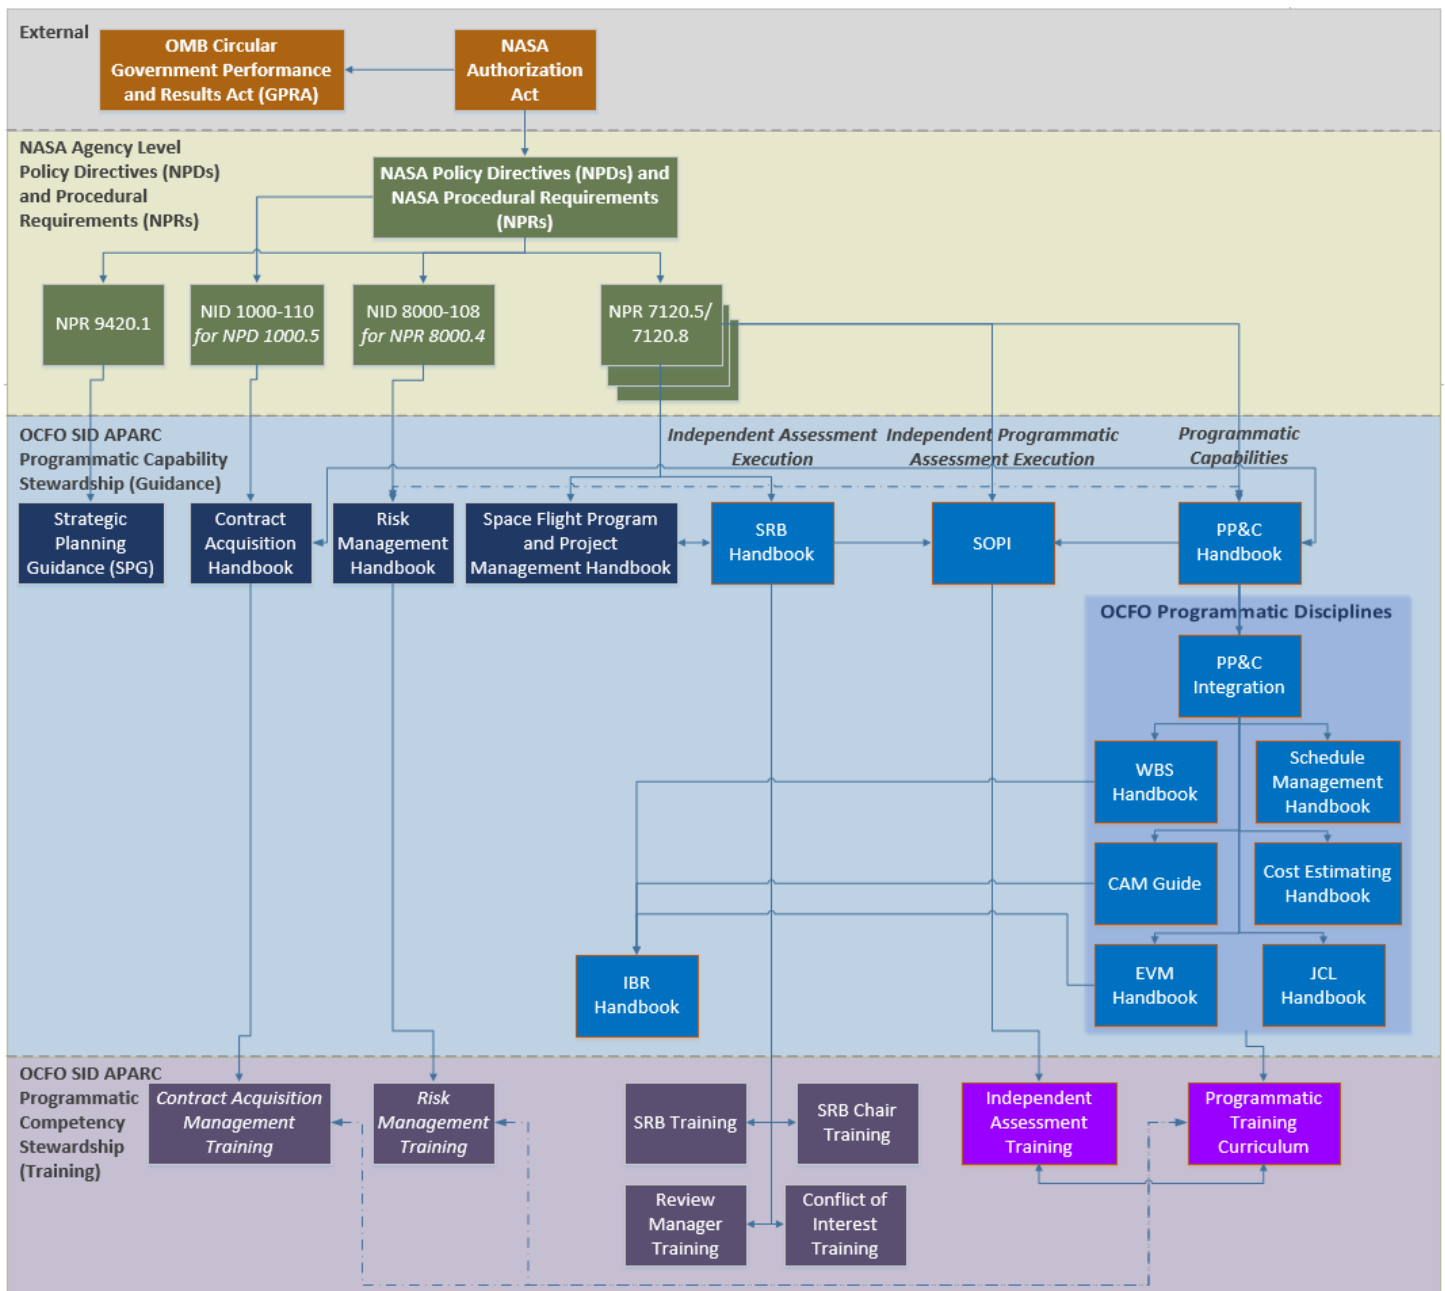 External
OMB Circular
Government Performance
and Results Act (GPRA)
NASA
Authorization
Act
NASA Agency Level
Policy Directives (NPDs)
and Procedural
Requirements (NPRs)
NASA Policy Directives (NPDs) and
NASA Procedural Requirements
(NPRs)
NPR 9420.1
NID 1000-110
for NPD 1000.5
NID 8000-108
for NPR 8000.4
NPR 7120.5/
7120.8
OCFO SID APARC
Programmatic Capability
Stewardship (Guidance)
Independent Assessment
Execution
Independent Programmatic
Assessment Execution
Programmatic
Capabilities
Strategic
Planning
Guidance (SPG)
Contract
Acquisition
Handbook
Risk
Management
Handbook
Space Flight Program
and Project
Management Handbook
SRB
Handbook
SOPI
PP&C
Handbook
OCFO Programmatic Disciplines
PP&C
Integration
WBS
Handbook
Schedule
Management
Handbook
CAM Guide
Cost Estimating
Handbook
EVM
Handbook
JCL
Handbook
IBR
Handbook
OCFO SID APARC
Programmatic
Competency
Stewardship
(Training)
Contract Acquisition
Management
Training
Risk
Management
Training
SRB Training
SRB Chair
Training
Independent
Assessment
Training
Programmatic
Training
Curriculum
Review
Manager
Training
Conflict of
Interest
Training